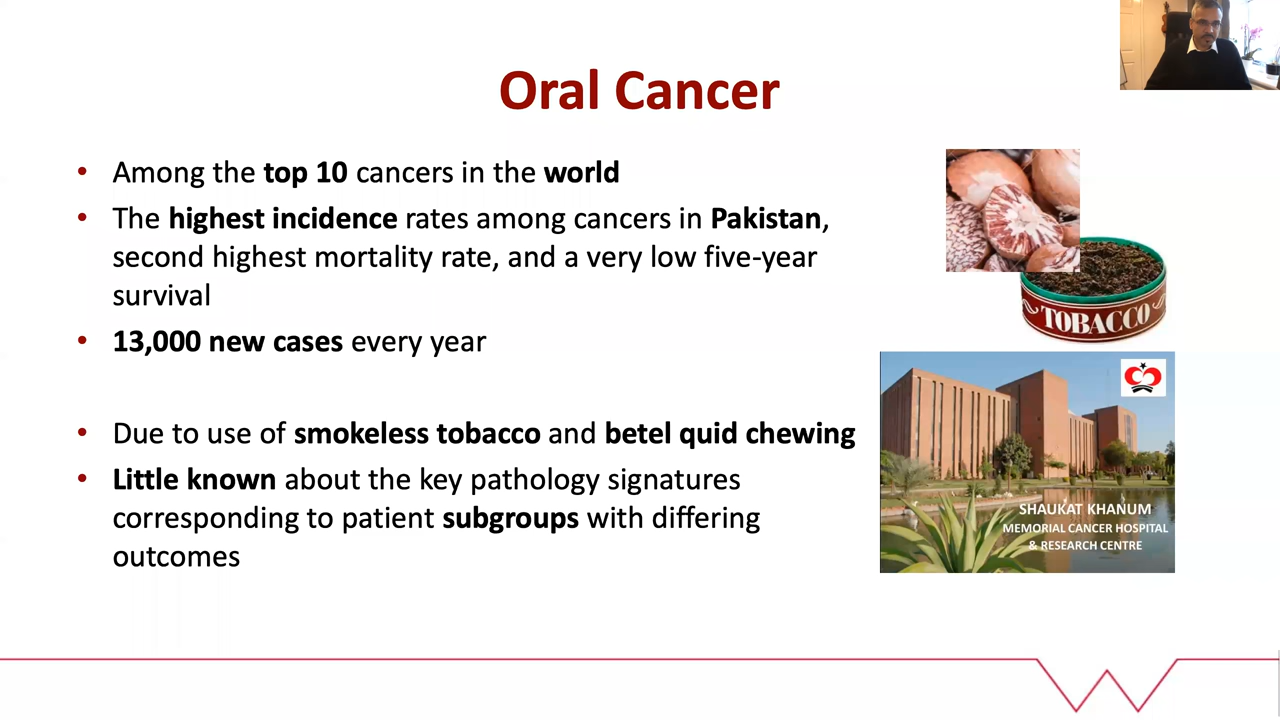 Oral Cancer
• Among the top 10 cancers in the world
• The highest incidence rates among cancers in Pakistan,
second highest mortality rate, and a very low five-year
survival
• 13,000 new cases every year
• Due to use of smokeless tobacco and betel quid chewing
• Little known about the key pathology signatures
corresponding to patient subgroups with differing
outcomes
TOBACCO
SHAUKAT KHANUM
MEMORIAL CANCER HOSPITAL
& RESEARCH CENTRE